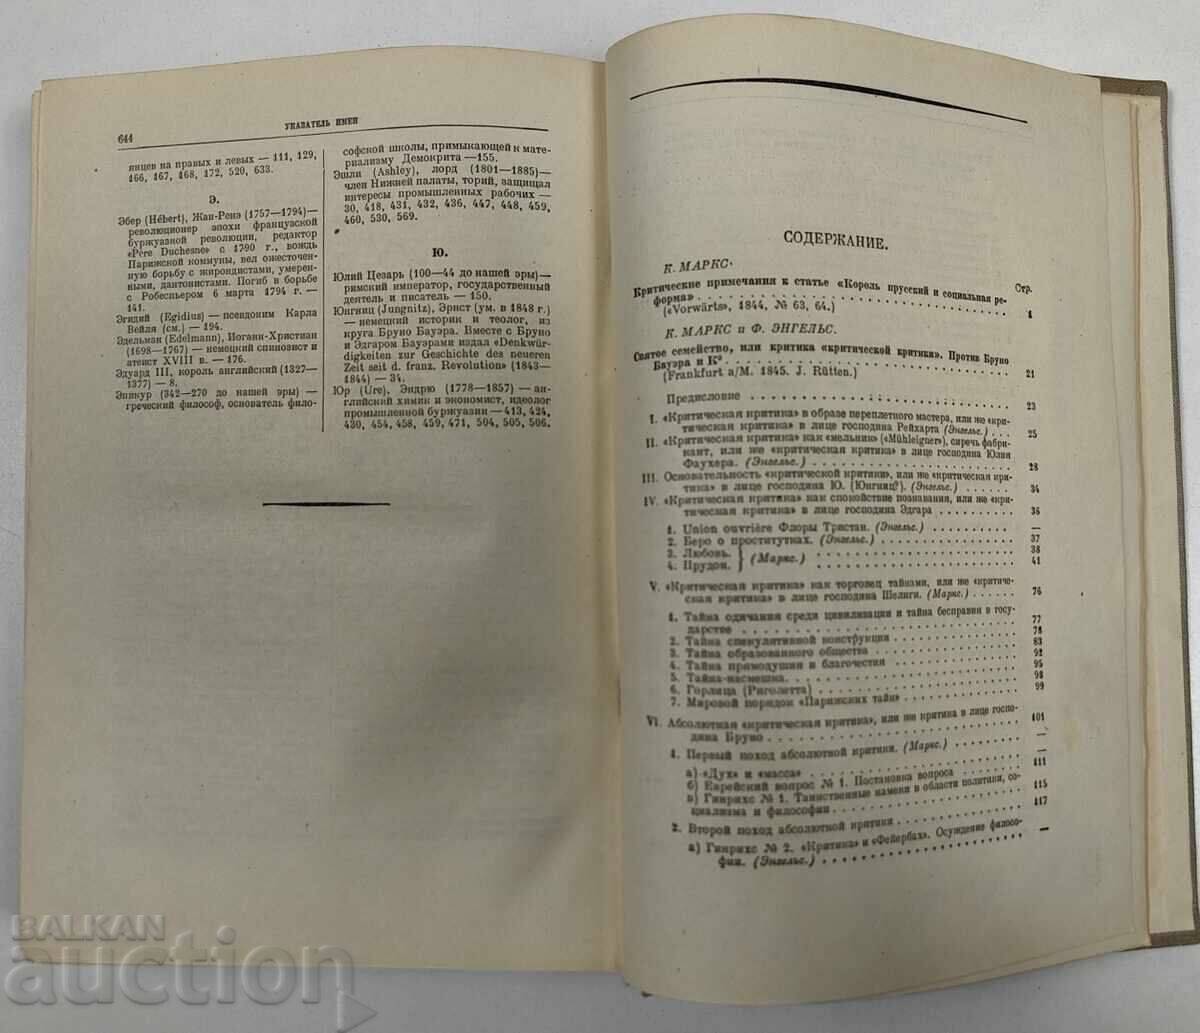 644
УКАЗАТЕЛЬ ИМЕН
янцев на правых и левых — 111, 129,
166, 167, 168, 172, 520, 633.
Э.
Эбер (Hébert), Жан-Ренэ (1757—1794)—
революционер эпохи французской
буржуазной революции, редактор
«Père Duchesne» с 1790 г., вождь
Парижской коммуны, вел ожесточен-
ную борьбу с жирондистами, умерен-
ными, дантонистами. Погиб в борьбе
с Робеспьером 6 марта 1794 г. —
141.
Эгидий (Egidius) — псевдоним Карла
Вейля (см.) — 194.
Эдельман (Edelmann), Иоганн-Христиан
(1698—1767) — немецкий спинозист и
атеист XVIII в. — 176.
Эдуард III, король английский (1327—
1377) — 8.
Эпикур (342—270 до нашей эры) —
греческий философ, основатель фило-
софской школы, примыкающей к мате-
риализму Демокрита —155.
Эшли (Ashley), лорд (1801—1885)—
член Нижней палаты, торий, защищал
интересы промышленных рабочих —
30, 418, 431, 432, 436, 447, 448, 459,
460, 530, 569.
Ю.
Юлий Цезарь (100—44 до нашей эры)—
римский император, государственный
деятель и писатель — 150.
Юнгниц (Jungnitz), Эрнст (ум. в 1848 г.)
— немецкий историк и теолог, из
круга Бруно Бауэра. Вместе с Бруно
и Эдгаром Бауэрами издал «Denkwür-
digkeiten zur Geschichte des neueren
Zeit seit d. franz. Revolution» (1843—
1844) — 34.
Юр (Ure), Эндрю (1778—1857) — ан-
глийский химик и экономист, идеолог
промышленной буржуазии — 413, 424,
430, 454, 458, 459, 471, 504, 505, 506.
СОДЕРЖАНИЕ.
К. МАРКС.
Стр.
Критические примечания к статье «Король прусский и социальная ре-
форма» . . . . . . . . . . . . . . . . . . . .
(«Vorwärts», 1844, № 63, 64.) 1
К. МАРКС и Ф. ЭНГЕЛЬС.
Святое семейство, или критика «критической критики». Против Бруно
Бауэра и К° . . . . . . . . . . . . . . . . . . . . 21
(Frankfurt a/M. 1845. J. Rütten.)
Предисловие . . . . . . . . . . . . . . . . . . . . 23
I. «Критическая критика» в образе переплетного мастера, или же «кри-
тическая критика» в лице господина Рейхарта (Энгельс.) . . . 25
II. «Критическая критика» как «мельник» («Mühleigner»), сиречь фабри-
кант, или же «критическая критика» в лице господина Юлия
Фаухера. (Энгельс.) . . . . . . . . . . . . . . . 28
III. Основательность «критической критики», или же «критическая кри-
тика» в лице господина Ю. (Юнгниц?). (Энгельс.) . . . . . 34
IV. «Критическая критика» как спокойствие познавания, или же «кри-
тическая критика» в лице господина Эдгара . . . . . . . . 36
1. Union ouvrière Флоры Тристан. (Энгельс.) . . . . . . . . —
2. Беро о проститутках. (Энгельс.) . . . . . . . . . . . 37
3. Любовь. } (Маркс.) . . . . . . . . . . . . . . . 38
4. Прудон. . . . . . . . . . . . . . . . 41
V. «Критическая критика» как торговец тайнами, или же «критиче-
ская критика» в лице господина Шелиги. (Маркс.) . . . . . . 76
1. Тайна одичания среди цивилизации и тайна бесправия в госу-
дарстве . . . . . . . . . . . . . . . . . . . . 77
2. Тайна спекулятивной конструкции . . . . . . . . . . . 78
3. Тайна образованного общества . . . . . . . . . . . . 83
4. Тайна прямодушия и благочестия . . . . . . . . . . . 92
5. Тайна-насмешка. . . . . . . . . . . . . . . . . . 95
6. Горлица (Риголетта) . . . . . . . . . . . . . . . . 98
7. Мировой порядок «Парижских тайн» . . . . . . . . . . 99
VI. Абсолютная «критическая критика», или же критика в лице госпо-
дина Бруно . . . . . . . . . . . . . . . . . . . 101
1. Первый поход абсолютной критики. (Маркс.) . . . . . . . —
а) «Дух» и «масса» . . . . . . . . . . . . . . . . —
б) Еврейский вопрос № 1. Постановка вопроса . . . . . . 111
в) Гинрихс № 1. Таинственные намеки в области политики, со-
циализма и философии . . . . . . . . . . . . . . 115
2. Второй поход абсолютной критики . . . . . . . . . . . 117
а) Гинрихс № 2. «Критика» и «Фейербах». Осуждение филосо-
фии. (Энгельс.) . . . . . . . . . . . . . . . . . —
BALKAN
auction